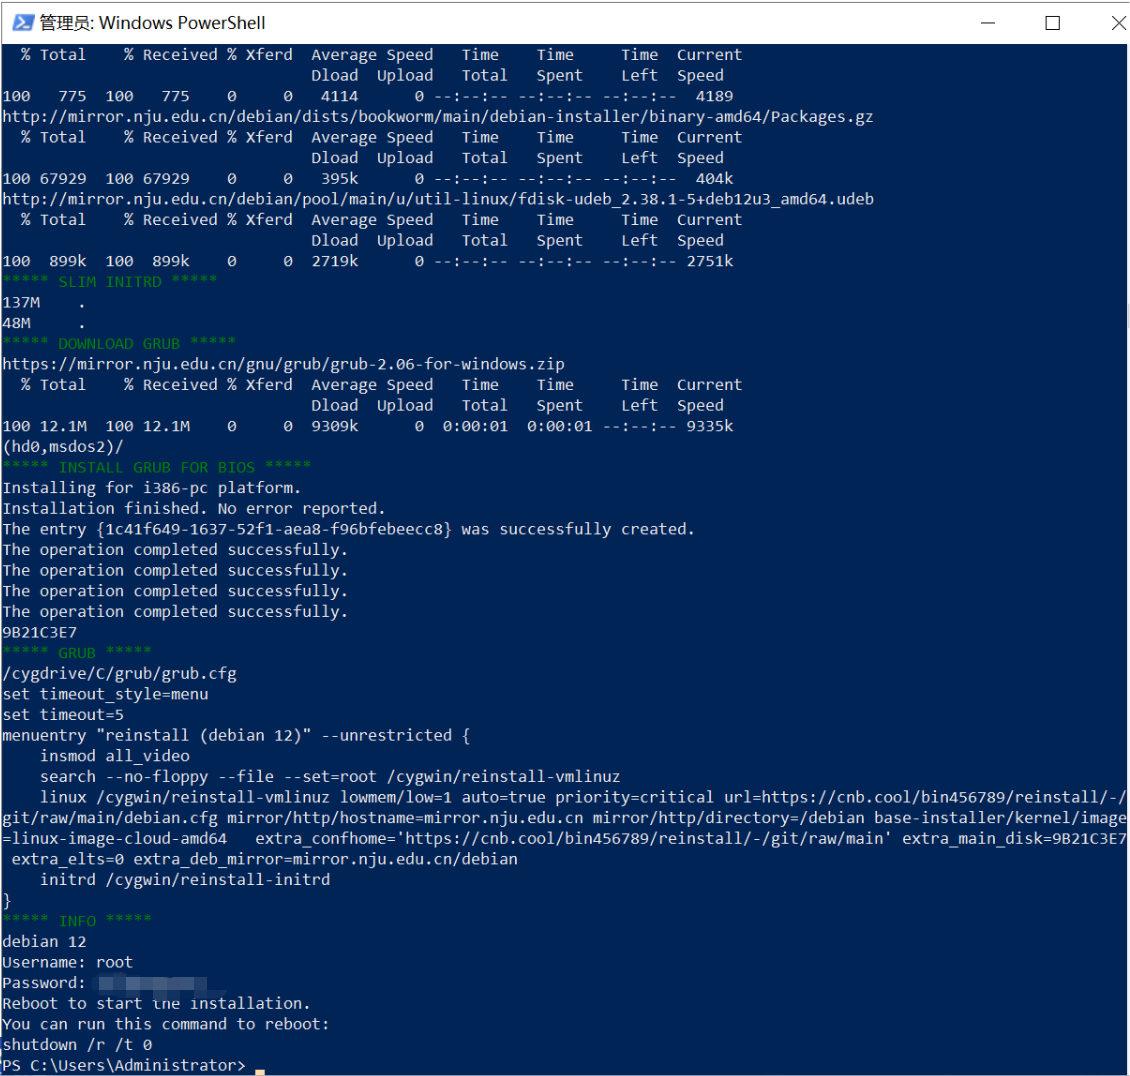 管理员: Windows PowerShell
  % Total    % Received % Xferd  Average Speed   Time    Time     Time  Current
                                 Dload  Upload   Total   Spent    Left  Speed
100   775  100   775    0     0   4114      0 --:--:-- --:--:-- --:--:--  4189
http://mirror.nju.edu.cn/debian/dists/bookworm/main/debian-installer/binary-amd64/Packages.gz
  % Total    % Received % Xferd  Average Speed   Time    Time     Time  Current
                                 Dload  Upload   Total   Spent    Left  Speed
100 67929  100 67929    0     0   395k      0 --:--:-- --:--:-- --:--:--  404k
http://mirror.nju.edu.cn/debian/pool/main/u/util-linux/fdisk-udeb_2.38.1-5+deb12u3_amd64.udeb
  % Total    % Received % Xferd  Average Speed   Time    Time     Time  Current
                                 Dload  Upload   Total   Spent    Left  Speed
100  899k  100  899k    0     0  2719k      0 --:--:-- --:--:-- --:--:-- 2751k
***** SLIM INITRD *****
137M    .
48M     .
***** DOWNLOAD GRUB *****
https://mirror.nju.edu.cn/gnu/grub/grub-2.06-for-windows.zip
  % Total    % Received % Xferd  Average Speed   Time    Time     Time  Current
                                 Dload  Upload   Total   Spent    Left  Speed
100 12.1M  100 12.1M    0     0  9309k      0  0:00:01  0:00:01 --:--:-- 9335k
(hd0,msdos2)/
***** INSTALL GRUB FOR BIOS *****
Installing for i386-pc platform.
Installation finished. No error reported.
The entry {1c41f649-1637-52f1-aea8-f96bfebeecc8} was successfully created.
The operation completed successfully.
The operation completed successfully.
The operation completed successfully.
The operation completed successfully.
9B21C3E7
***** GRUB *****
/cygdrive/C/grub/grub.cfg
set timeout_style=menu
set timeout=5
menuentry "reinstall (debian 12)" --unrestricted {
    insmod all_video
    search --no-floppy --file --set=root /cygwin/reinstall-vmlinuz
    linux /cygwin/reinstall-vmlinuz lowmem/low=1 auto=true priority=critical url=https://cnb.cool/bin456789/reinstall/-/
git/raw/main/debian.cfg mirror/http/hostname=mirror.nju.edu.cn mirror/http/directory=/debian base-installer/kernel/image
=linux-image-cloud-amd64   extra_confhome='https://cnb.cool/bin456789/reinstall/-/git/raw/main' extra_main_disk=9B21C3E7
 extra_elts=0 extra_deb_mirror=mirror.nju.edu.cn/debian
    initrd /cygwin/reinstall-initrd
}
***** INFO *****
debian 12
Username: root
Password:
Reboot to start the installation.
You can run this command to reboot:
shutdown /r /t 0
PS C:\Users\Administrator>